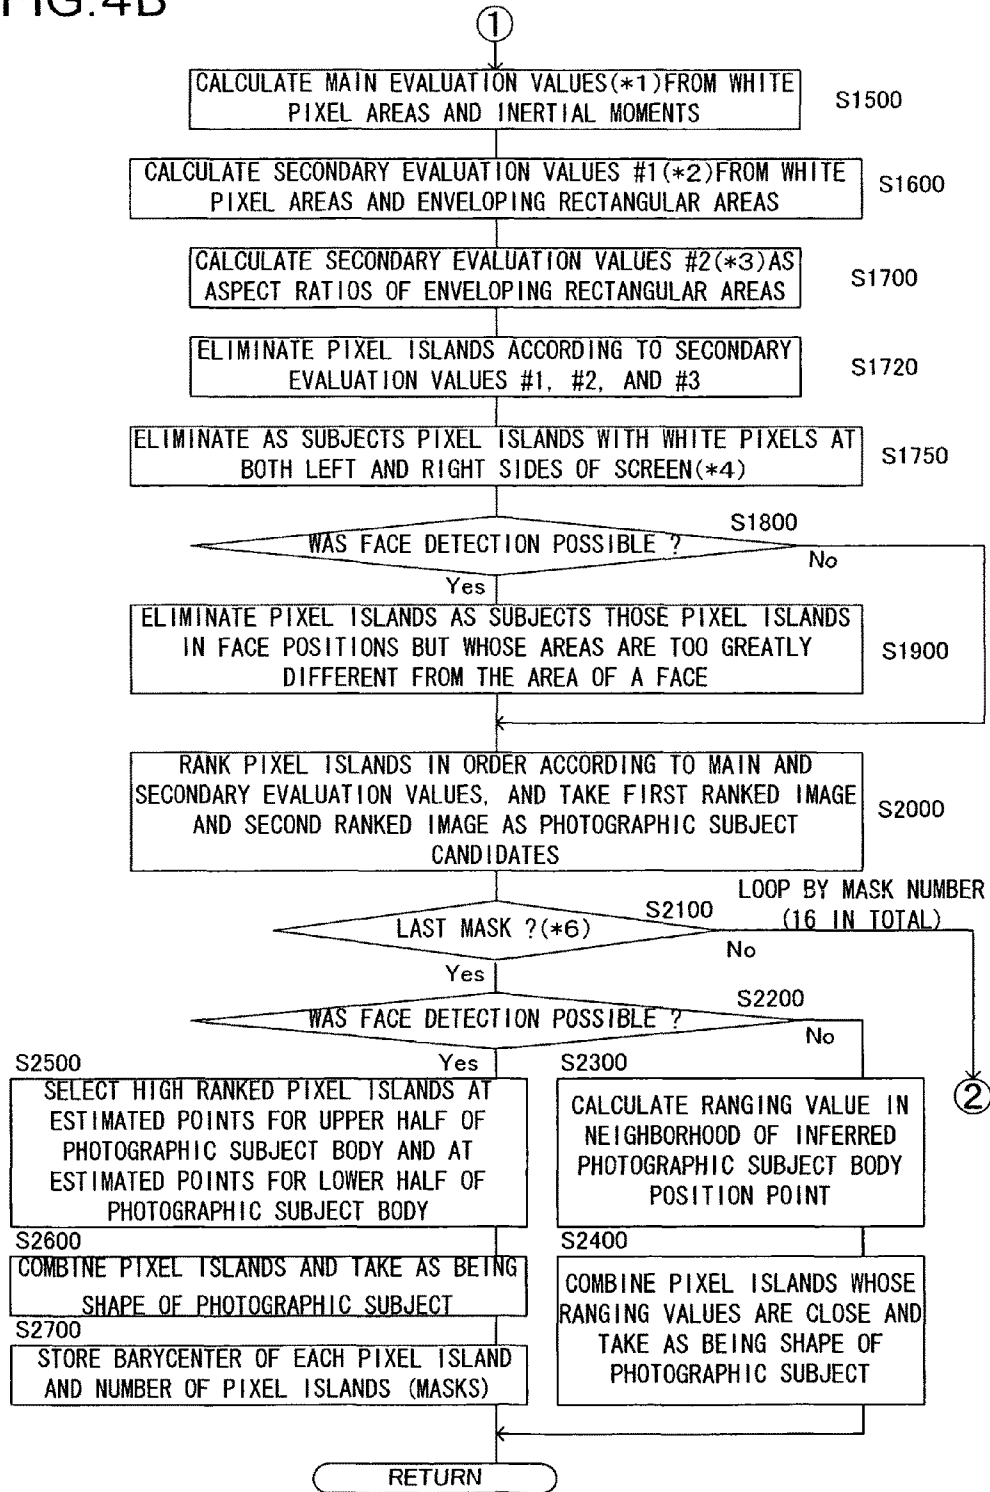 FIG.4B
①
CALCULATE MAIN EVALUATION VALUES(*1)FROM WHITE
PIXEL AREAS AND INERTIAL MOMENTS
S1500
CALCULATE SECONDARY EVALUATION VALUES #1(*2)FROM WHITE
PIXEL AREAS AND ENVELOPING RECTANGULAR AREAS
S1600
CALCULATE SECONDARY EVALUATION VALUES #2(*3)AS
ASPECT RATIOS OF ENVELOPING RECTANGULAR AREAS
S1700
ELIMINATE PIXEL ISLANDS ACCORDING TO SECONDARY
EVALUATION VALUES #1, #2, AND #3
S1720
ELIMINATE AS SUBJECTS PIXEL ISLANDS WITH WHITE PIXELS AT
BOTH LEFT AND RIGHT SIDES OF SCREEN(*4)
S1750
S1800
WAS FACE DETECTION POSSIBLE ?
No
Yes
ELIMINATE PIXEL ISLANDS AS SUBJECTS THOSE PIXEL ISLANDS
IN FACE POSITIONS BUT WHOSE AREAS ARE TOO GREATLY
DIFFERENT FROM THE AREA OF A FACE
S1900
RANK PIXEL ISLANDS IN ORDER ACCORDING TO MAIN AND
SECONDARY EVALUATION VALUES, AND TAKE FIRST RANKED IMAGE
AND SECOND RANKED IMAGE AS PHOTOGRAPHIC SUBJECT
CANDIDATES
S2000
LOOP BY MASK NUMBER
(16 IN TOTAL)
S2100
LAST MASK ?(*6)
No
Yes
S2200
WAS FACE DETECTION POSSIBLE ?
No
Yes
S2500
SELECT HIGH RANKED PIXEL ISLANDS AT
ESTIMATED POINTS FOR UPPER HALF OF
PHOTOGRAPHIC SUBJECT BODY AND AT
ESTIMATED POINTS FOR LOWER HALF OF
PHOTOGRAPHIC SUBJECT BODY
S2600
COMBINE PIXEL ISLANDS AND TAKE AS BEING
SHAPE OF PHOTOGRAPHIC SUBJECT
S2700
STORE BARYCENTER OF EACH PIXEL ISLAND
AND NUMBER OF PIXEL ISLANDS (MASKS)
S2300
CALCULATE RANGING VALUE IN
NEIGHBORHOOD OF INFERRED
PHOTOGRAPHIC SUBJECT BODY
POSITION POINT
②
S2400
COMBINE PIXEL ISLANDS WHOSE
RANGING VALUES ARE CLOSE AND
TAKE AS BEING SHAPE OF
PHOTOGRAPHIC SUBJECT
RETURN